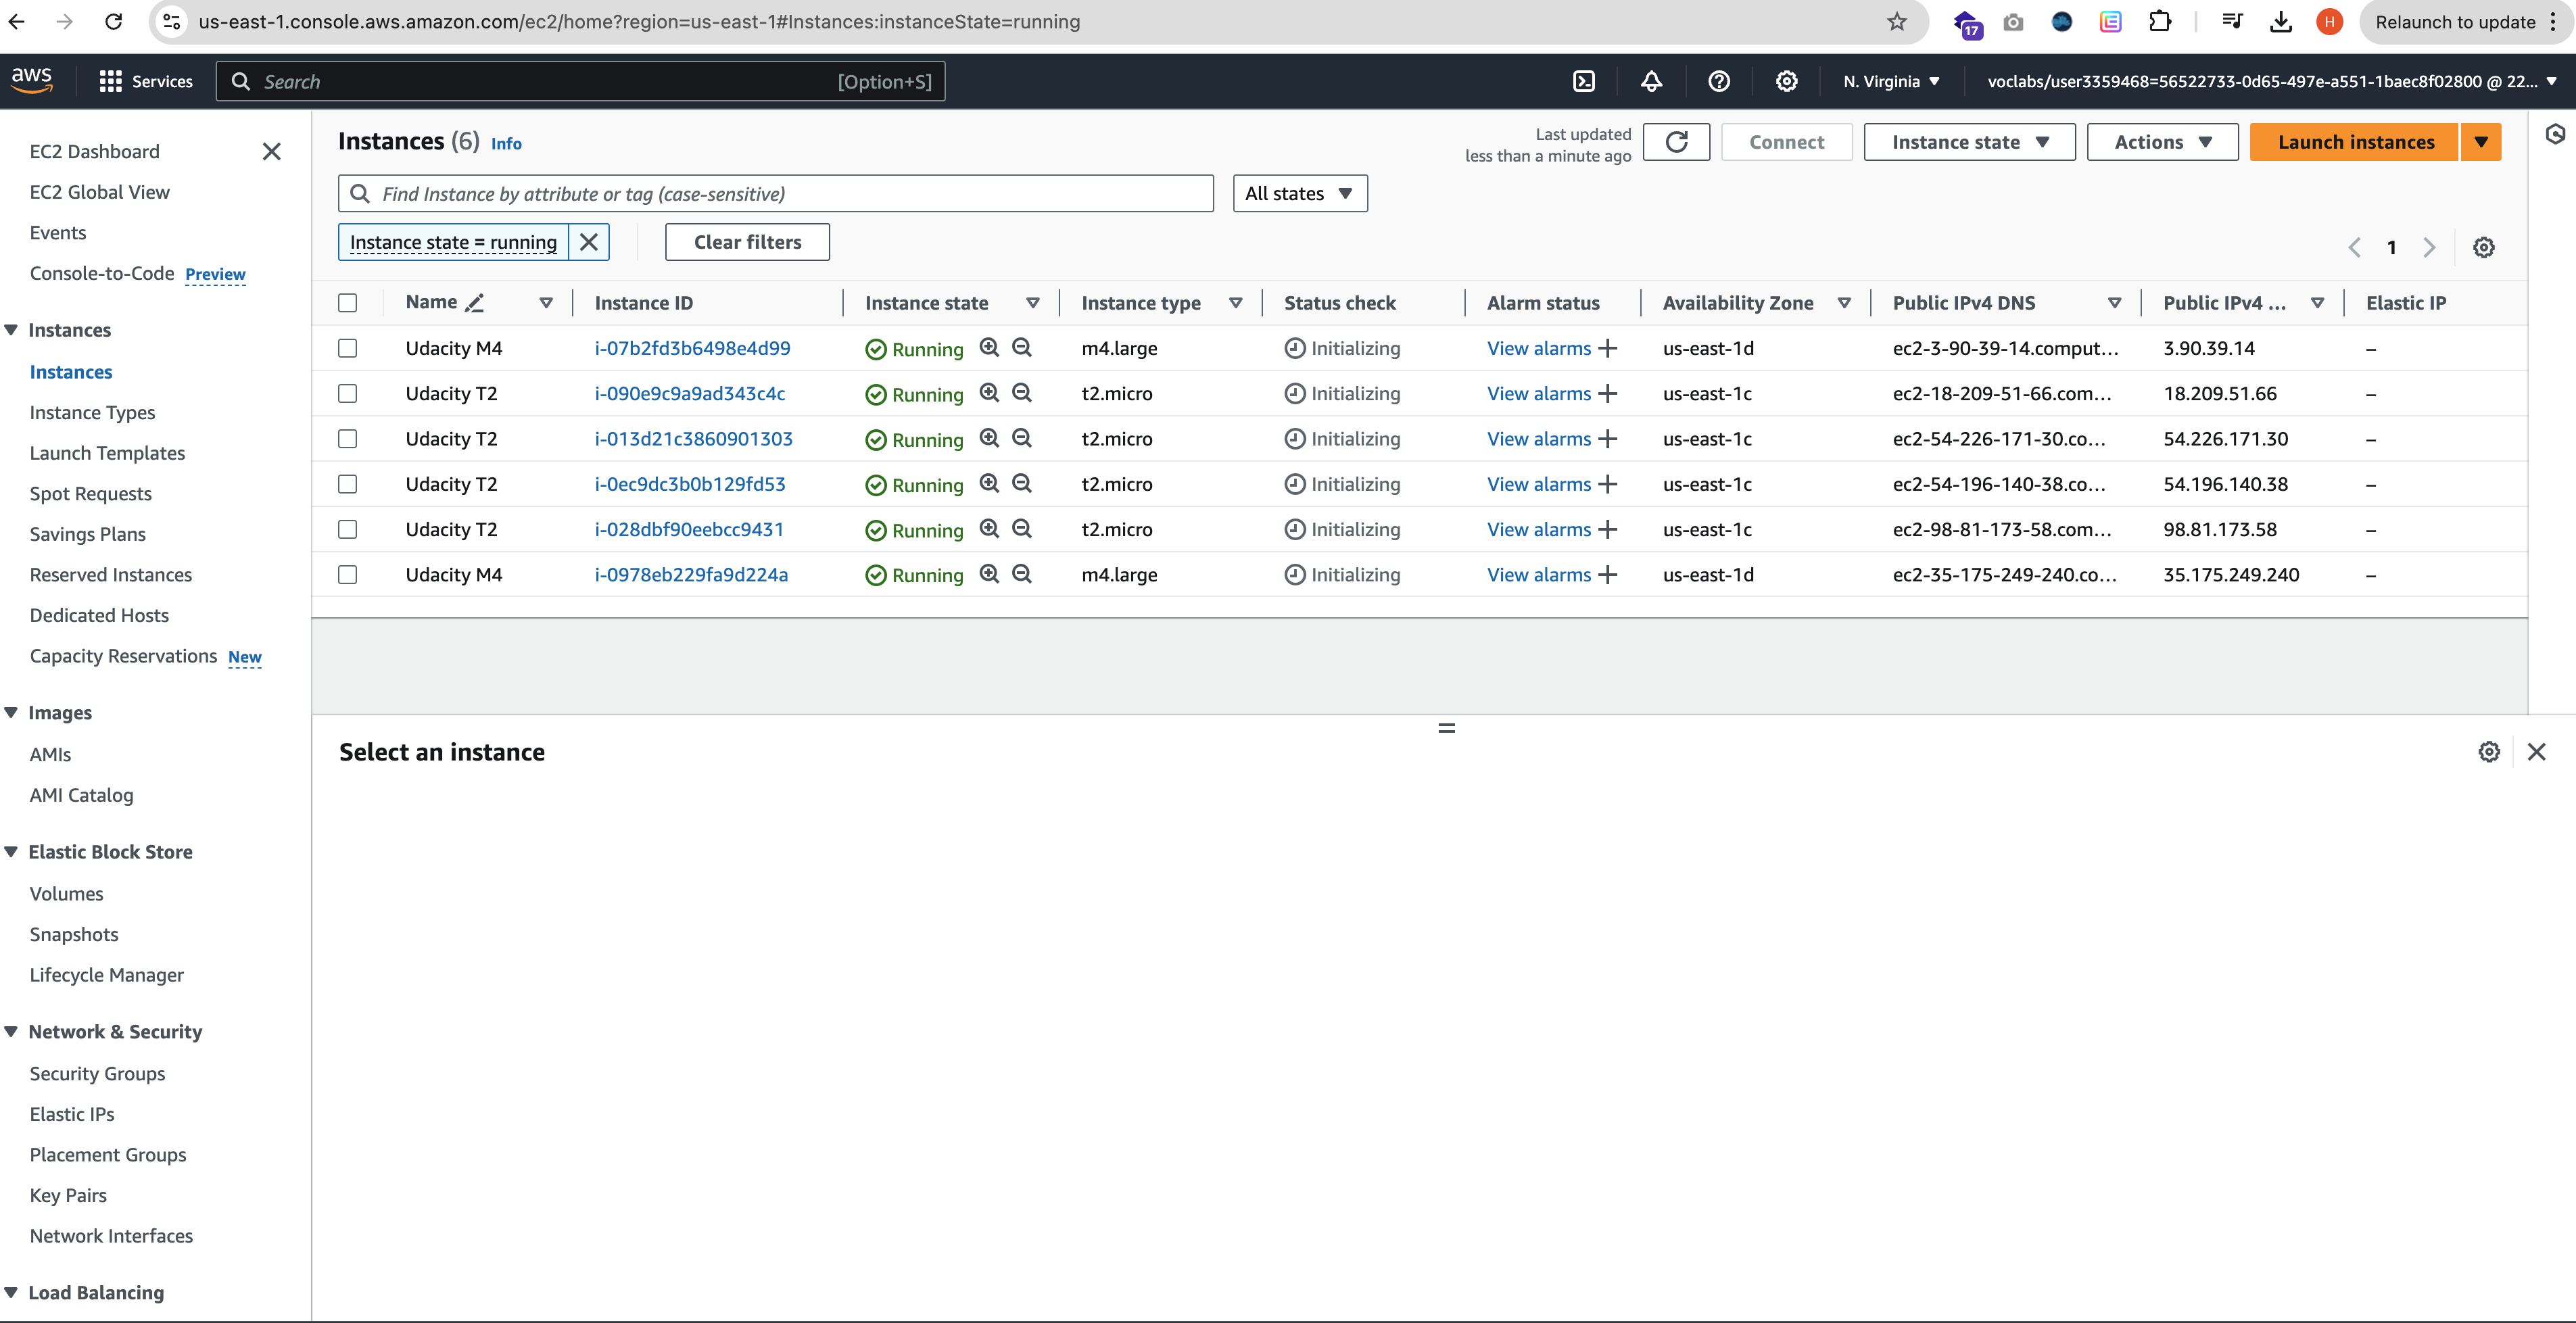 us-east-1.console.aws.amazon.com/ec2/home?region=us-east-1#Instances:instanceState=running
17
H
Relaunch to update
aws
Services
Search
[Option+S]
N. Virginia
voclabs/user3359468=56522733-0d65-497e-a551-1baec8f02800 @ 22...
EC2 Dashboard
EC2 Global View
Events
Console-to-Code Preview
Instances
Instances
Instance Types
Launch Templates
Spot Requests
Savings Plans
Reserved Instances
Dedicated Hosts
Capacity Reservations New
Images
AMIs
AMI Catalog
Elastic Block Store
Volumes
Snapshots
Lifecycle Manager
Network & Security
Security Groups
Elastic IPs
Placement Groups
Key Pairs
Network Interfaces
Load Balancing
Instances (6) Info
Last updated
less than a minute ago
Connect
Instance state
Actions
Launch instances
Find Instance by attribute or tag (case-sensitive)
All states
Instance state = running
Clear filters
1
Name Instance ID Instance state Instance type Status check Alarm status Availability Zone Public IPv4 DNS Public IPv4 ... Elastic IP
Udacity M4 i-07b2fd3b6498e4d99 Running m4.large Initializing View alarms + us-east-1d ec2-3-90-39-14.comput... 3.90.39.14 –
Udacity T2 i-090e9c9a9ad343c4c Running t2.micro Initializing View alarms + us-east-1c ec2-18-209-51-66.com... 18.209.51.66 –
Udacity T2 i-013d21c3860901303 Running t2.micro Initializing View alarms + us-east-1c ec2-54-226-171-30.co... 54.226.171.30 –
Udacity T2 i-0ec9dc3b0b129fd53 Running t2.micro Initializing View alarms + us-east-1c ec2-54-196-140-38.co... 54.196.140.38 –
Udacity T2 i-028dbf90eebcc9431 Running t2.micro Initializing View alarms + us-east-1c ec2-98-81-173-58.com... 98.81.173.58 –
Udacity M4 i-0978eb229fa9d224a Running m4.large Initializing View alarms + us-east-1d ec2-35-175-249-240.co... 35.175.249.240 –
Select an instance